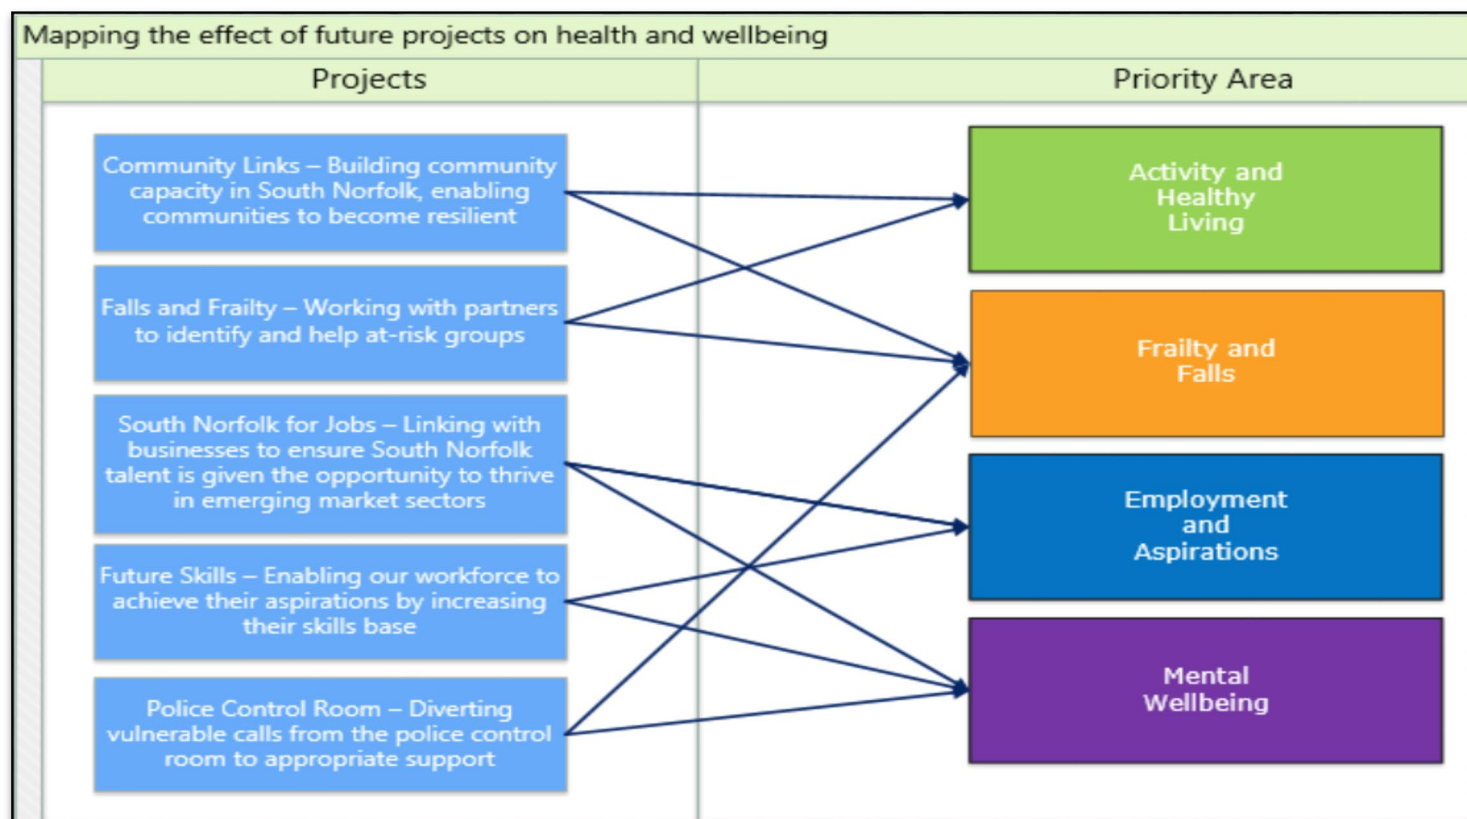 Mapping the effect of future projects on health and wellbeing
Projects
Priority Area
Community Links – Building community
capacity in South Norfolk, enabling
communities to become resilient
Falls and Frailty – Working with partners
to identify and help at-risk groups
South Norfolk for Jobs – Linking with
businesses to ensure South Norfolk
talent is given the opportunity to thrive
in emerging market sectors
Future Skills – Enabling our workforce to
achieve their aspirations by increasing
their skills base
Police Control Room – Diverting
vulnerable calls from the police control
room to appropriate support
Activity and
Healthy
Living
Frailty and
Falls
Employment
and
Aspirations
Mental
Wellbeing